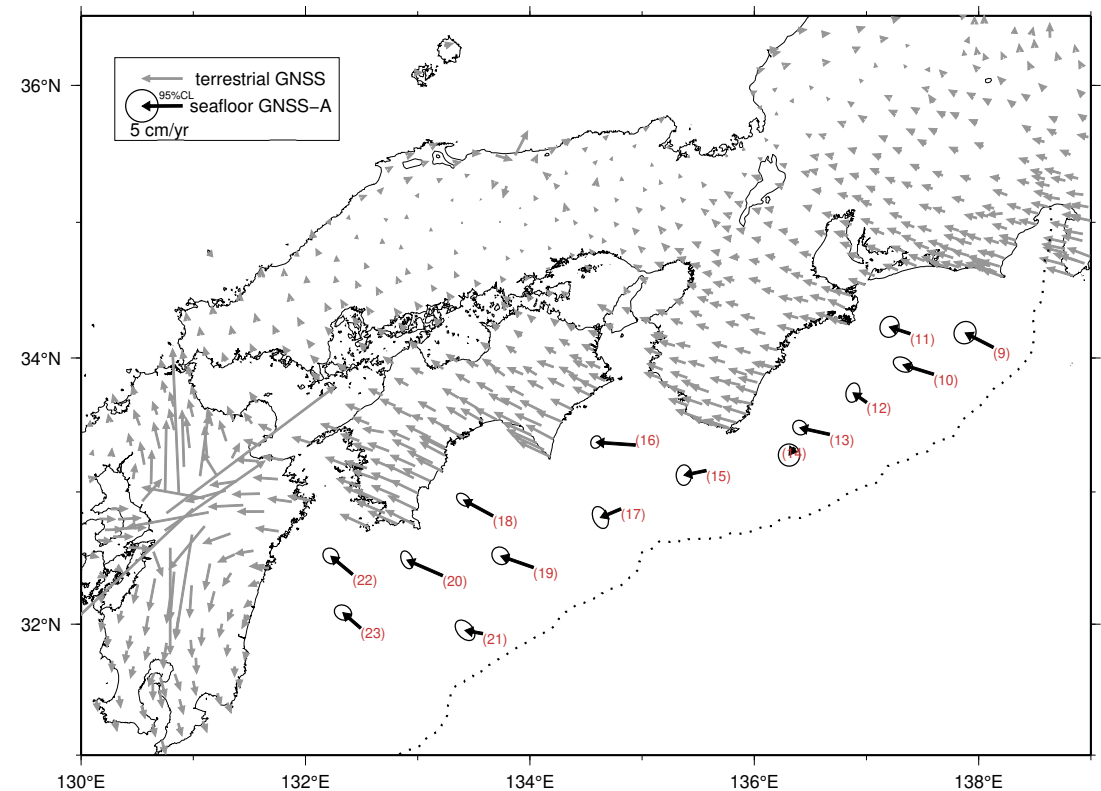 36°N
34°N
32°N
130°E
132°E
134°E
136°E
138°E
terrestrial GNSS
95%CL
seafloor GNSS−A
5 cm/yr
(11)
(9)
(10)
(12)
(13)
(14)
(16)
(15)
(17)
(18)
(19)
(20)
(22)
(23)
(21)